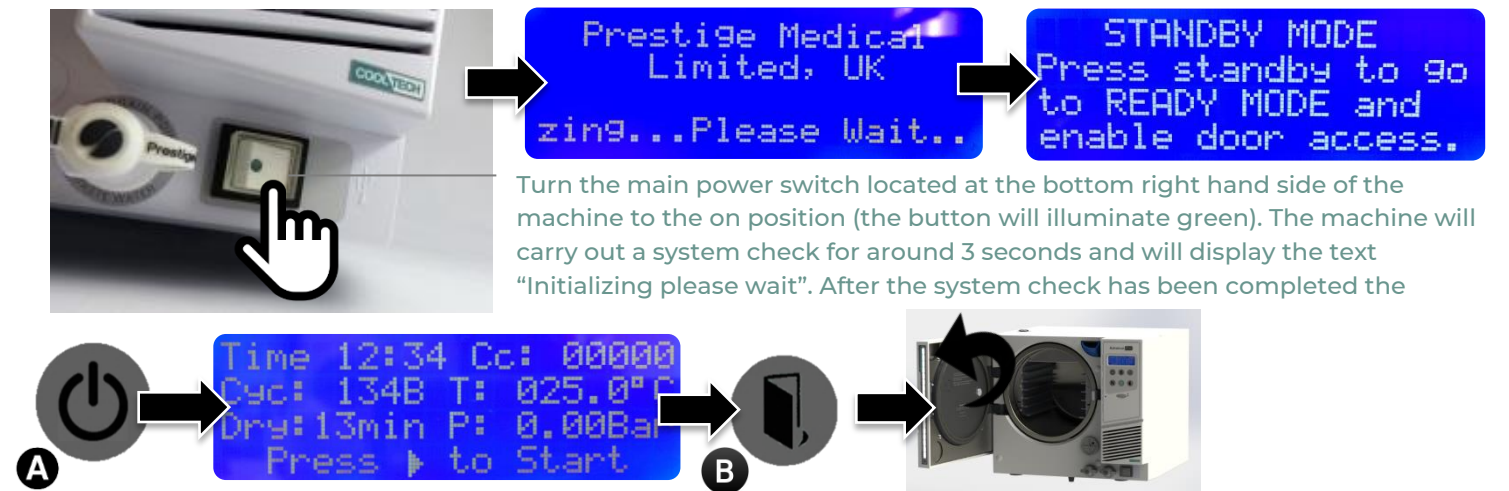 COOLTECH
Prestige
Prestige Medical
Limited, UK
zing...Please Wait..
STANDBY MODE
Press standby to go
to READY MODE and
enable door access.
Turn the main power switch located at the bottom right hand side of the
machine to the on position (the button will illuminate green). The machine will
carry out a system check for around 3 seconds and will display the text
“Initializing please wait”. After the system check has been completed the
Time 12:34 Cc: 00000
Cyc: 134B T: 025.0°C
Dry:13min P: 0.00Bar
Press ▶ to Start
A
B